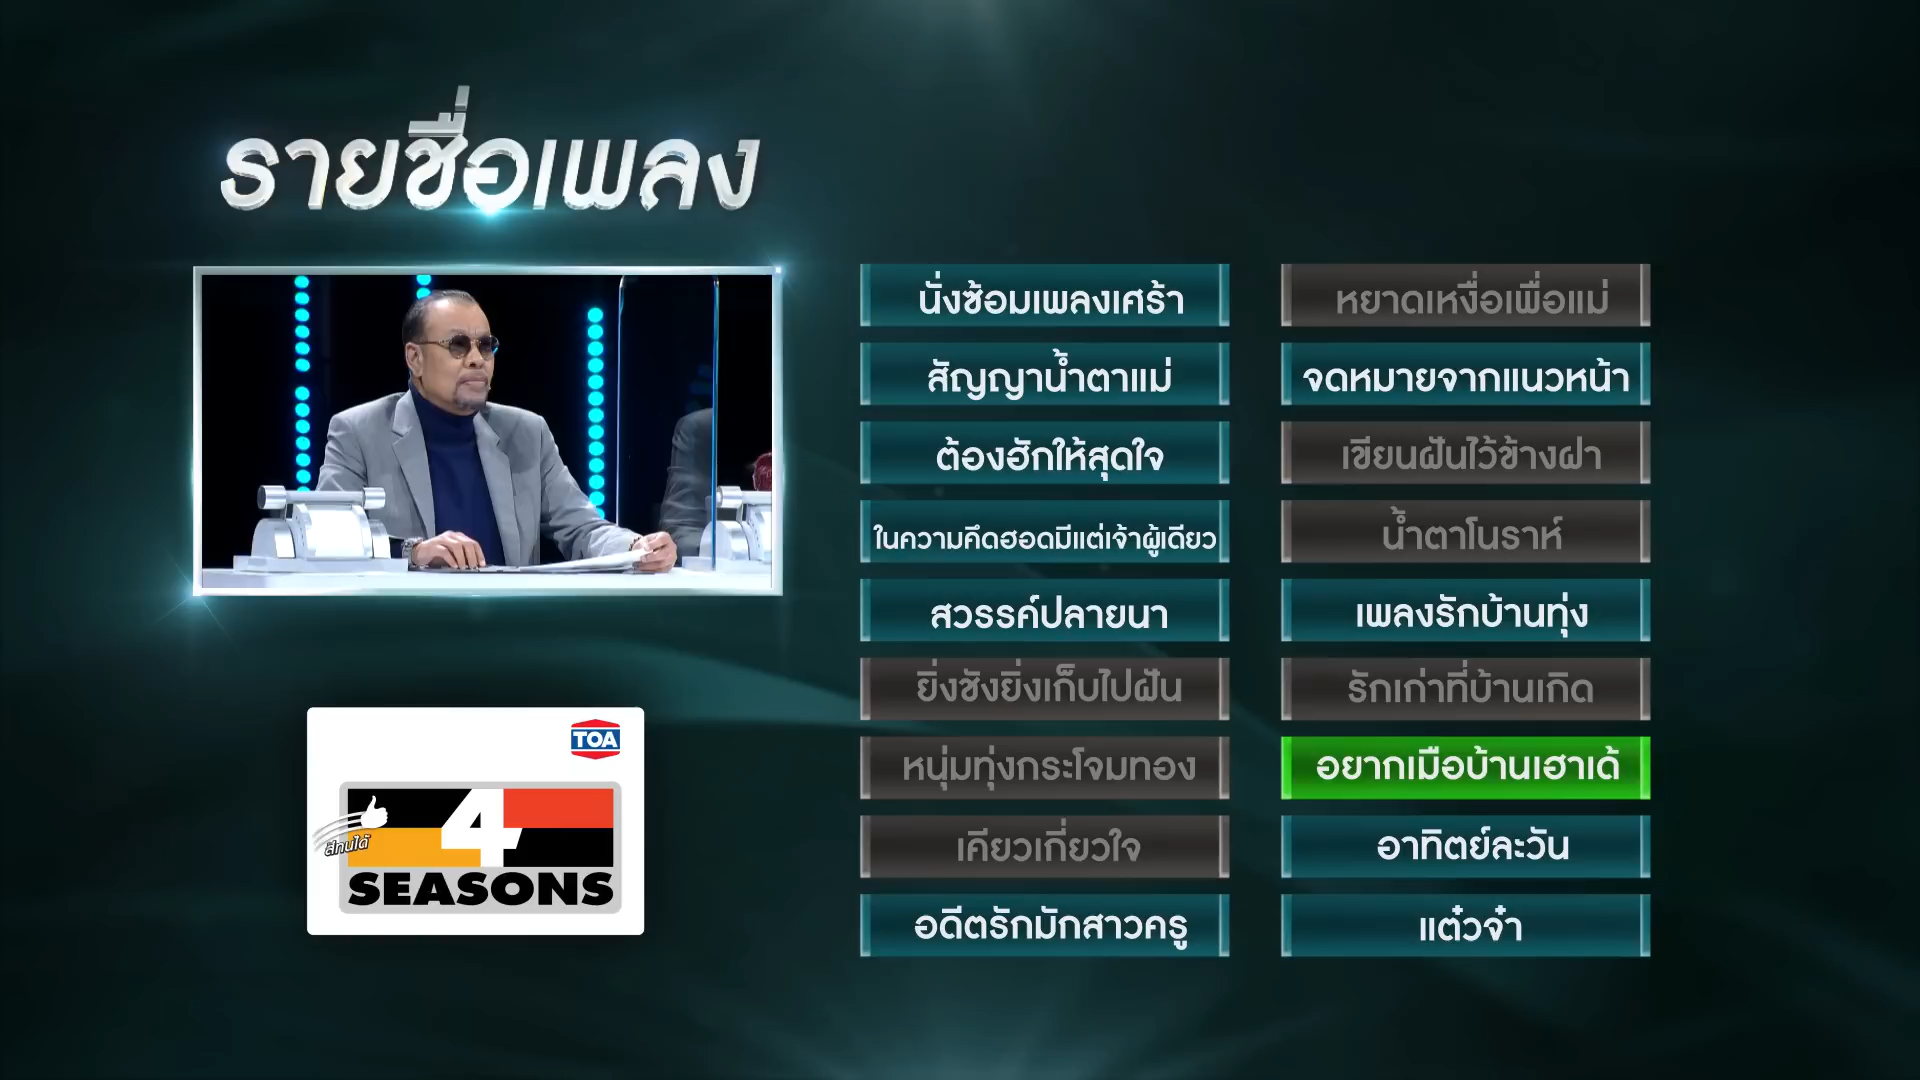 รายชื่อเพลง
นั่งซ้อมเพลงเศร้า
สัญญาน้ำตาแม่
ต้องฮักให้สุดใจ
ในความคึดฮอดมีแต่เจ้าผู้เดียว
สวรรค์ปลายนา
ยิ่งชังยิ่งเก็บไปฝัน
หนุ่มทุ่งกระโจมทอง
เคียวเกี่ยวใจ
อดีตรักมักสาวครู
หยาดเหงื่อเพื่อแม่
จดหมายจากแนวหน้า
เขียนฝันไว้ข้างฝา
น้ำตาโนราห์
เพลงรักบ้านทุ่ง
รักเก่าที่บ้านเกิด
อยากเมือบ้านเฮาเด้
อาทิตย์ละวัน
แต๋วจ๋า
TOA
4
สีทนได้
SEASONS